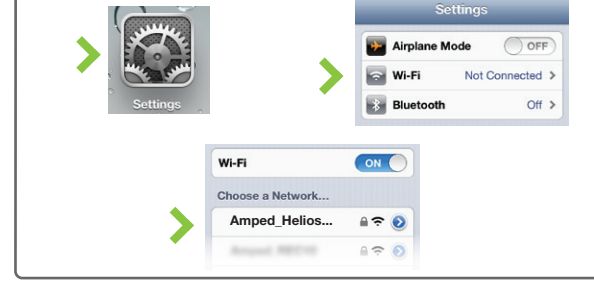 Settings
Settings
Airplane Mode OFF
Wi-Fi Not Connected
Bluetooth Off
Wi-Fi ON
Choose a Network...
Amped_Helios...